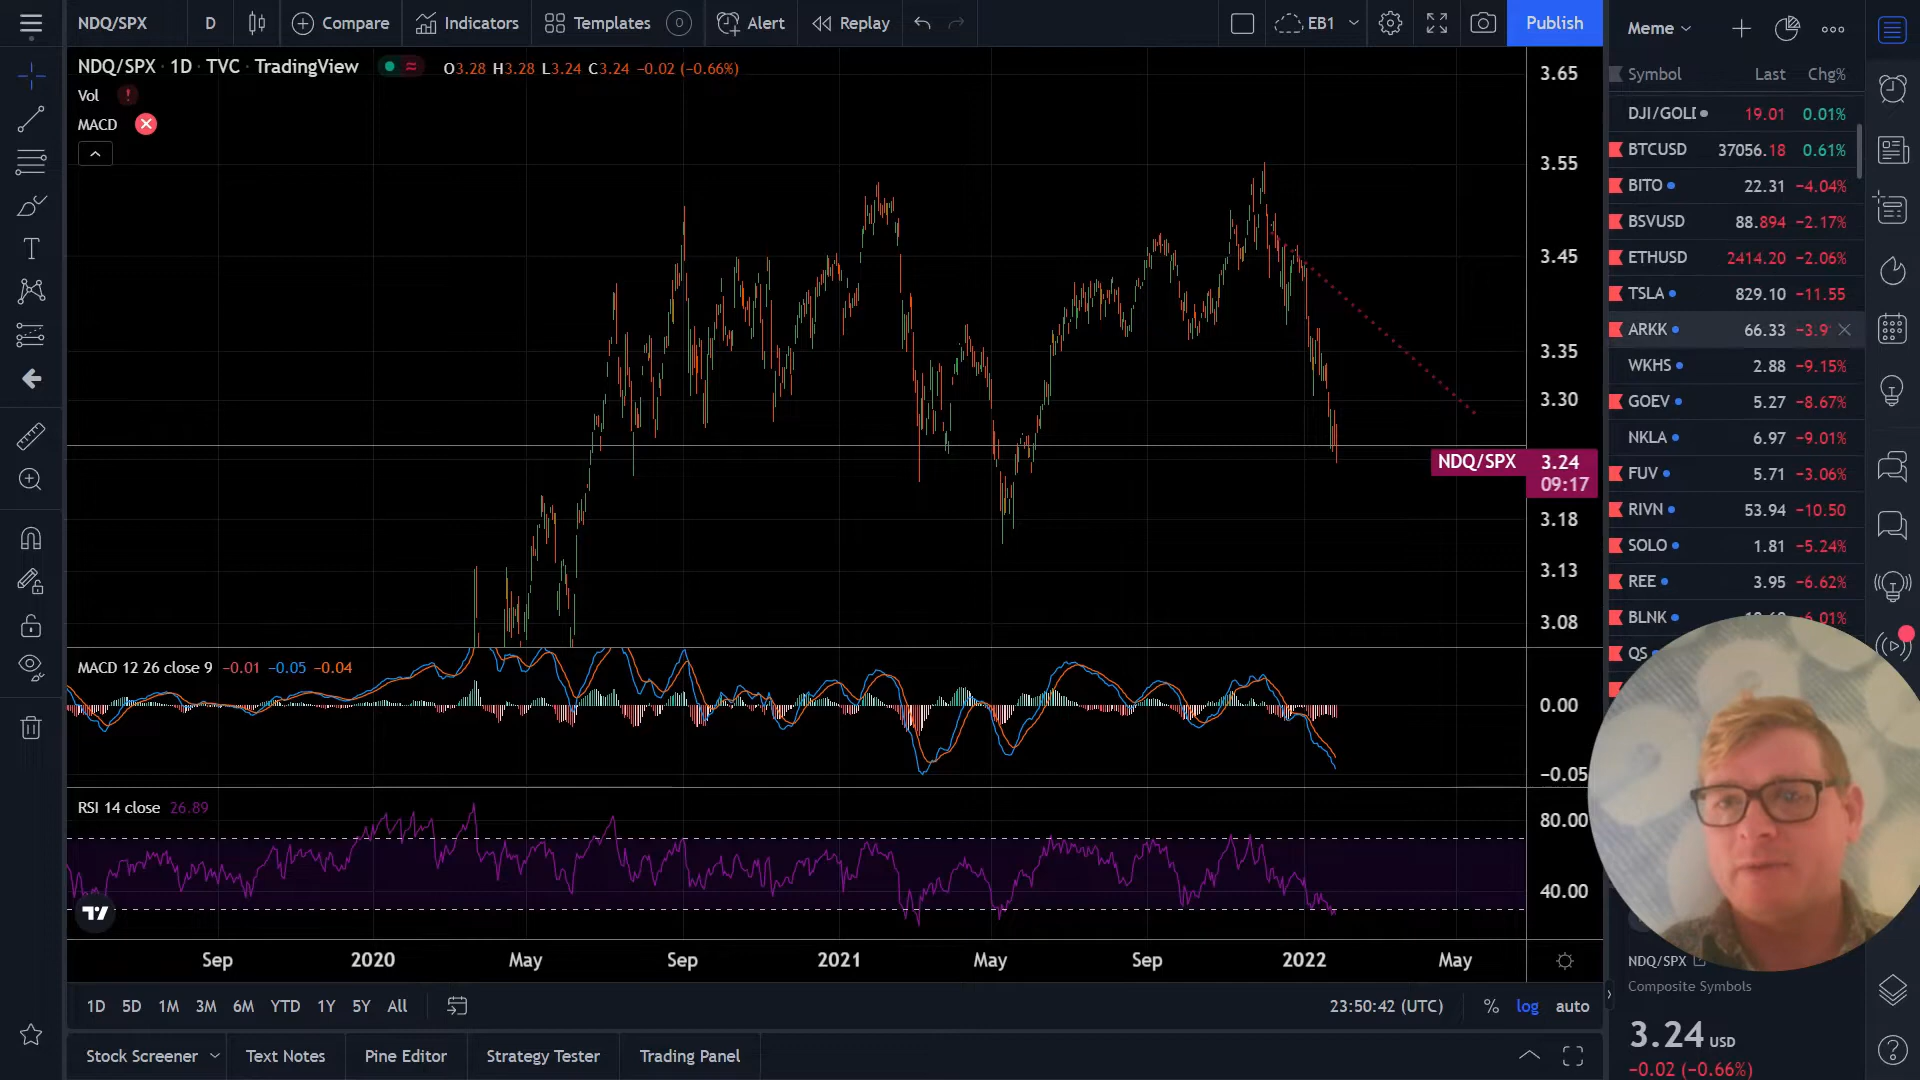 NDQ/SPX D Compare Indicators Templates Alert Replay EB1 Publish
NDQ/SPX · 1D · TVC · TradingView O3.28 H3.28 L3.24 C3.24 −0.02 (−0.66%)
Vol
MACD
3.65
3.55
3.45
3.35
3.30
NDQ/SPX 3.24
09:17
3.18
3.13
3.08
MACD 12 26 close 9 −0.01 −0.05 −0.04
0.00
−0.05
RSI 14 close 26.89
80.00
40.00
Sep 2020 May Sep 2021 May Sep 2022 May
1D 5D 1M 3M 6M YTD 1Y 5Y All 23:50:42 (UTC) % log auto
Stock Screener Text Notes Pine Editor Strategy Tester Trading Panel
Meme
Symbol Last Chg%
DJI/GOLD 19.01 0.01%
BTCUSD 37056.18 0.61%
BITO 22.31 −4.04%
BSVUSD 88.894 −2.17%
ETHUSD 2414.20 −2.06%
TSLA 829.10 −11.55
ARKK 66.33 −3.9
WKHS 2.88 −9.15%
GOEV 5.27 −8.67%
NKLA 6.97 −9.01%
FUV 5.71 −3.06%
RIVN 53.94 −10.50
SOLO 1.81 −5.24%
REE 3.95 −6.62%
BLNK −6.01%
QS
NDQ/SPX
Composite Symbols
3.24 USD
−0.02 (−0.66%)